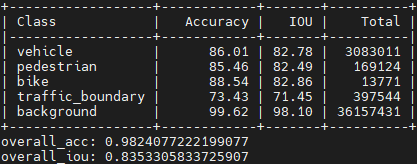 +------------------+----------+-------+----------+
| Class            | Accuracy | IOU   | Total    |
+------------------+----------+-------+----------+
| vehicle          | 86.01 | 82.78 | 3083011 |
| pedestrian       | 85.46 | 82.49 | 169124 |
| bike             | 88.54 | 82.86 | 13771 |
| traffic_boundary | 73.43 | 71.45 | 397544 |
| background       | 99.62 | 98.10 | 36157431 |
+------------------+----------+-------+----------+
overall_acc: 0.9824077222199077
overall_iou: 0.8353305833725907